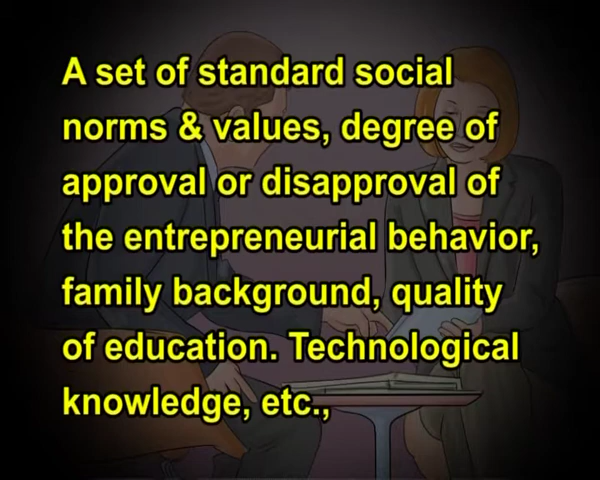 A set of standard social
norms & values, degree of
approval or disapproval of
the entrepreneurial behavior,
family background, quality
of education. Technological
knowledge, etc.,